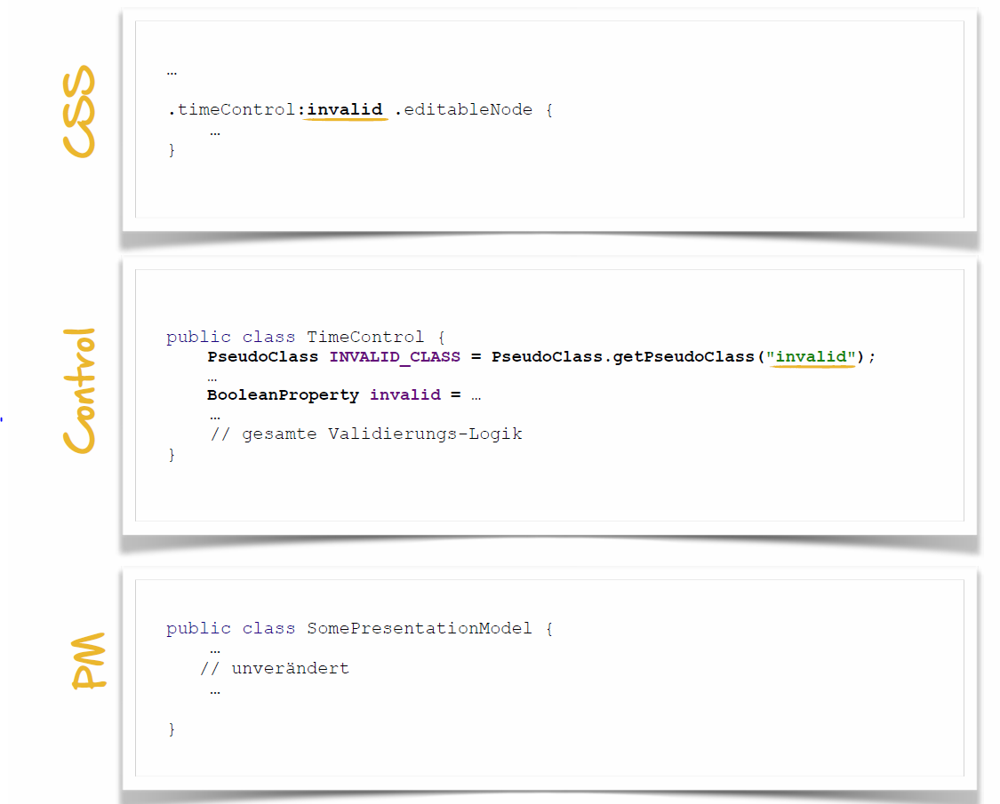 CSS
…
.timeControl:invalid .editableNode {
…
}
Control
public class TimeControl {
PseudoClass INVALID_CLASS = PseudoClass.getPseudoClass("invalid");
…
BooleanProperty invalid = …
…
// gesamte Validierungs-Logik
}
PM
public class SomePresentationModel {
…
// unverändert
…
}